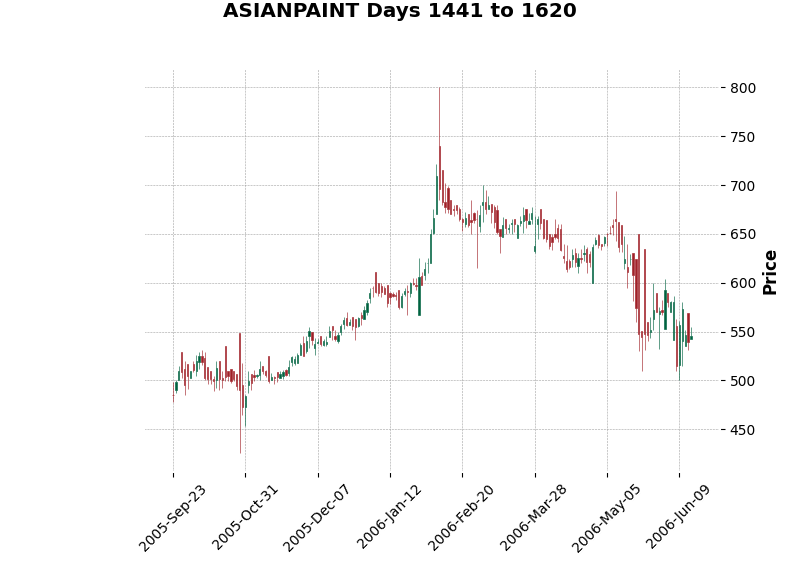 ASIANPAINT Days 1441 to 1620
800
750
700
650
600
550
500
450
Price
2005-Sep-23
2005-Oct-31
2005-Dec-07
2006-Jan-12
2006-Feb-20
2006-Mar-28
2006-May-05
2006-Jun-09